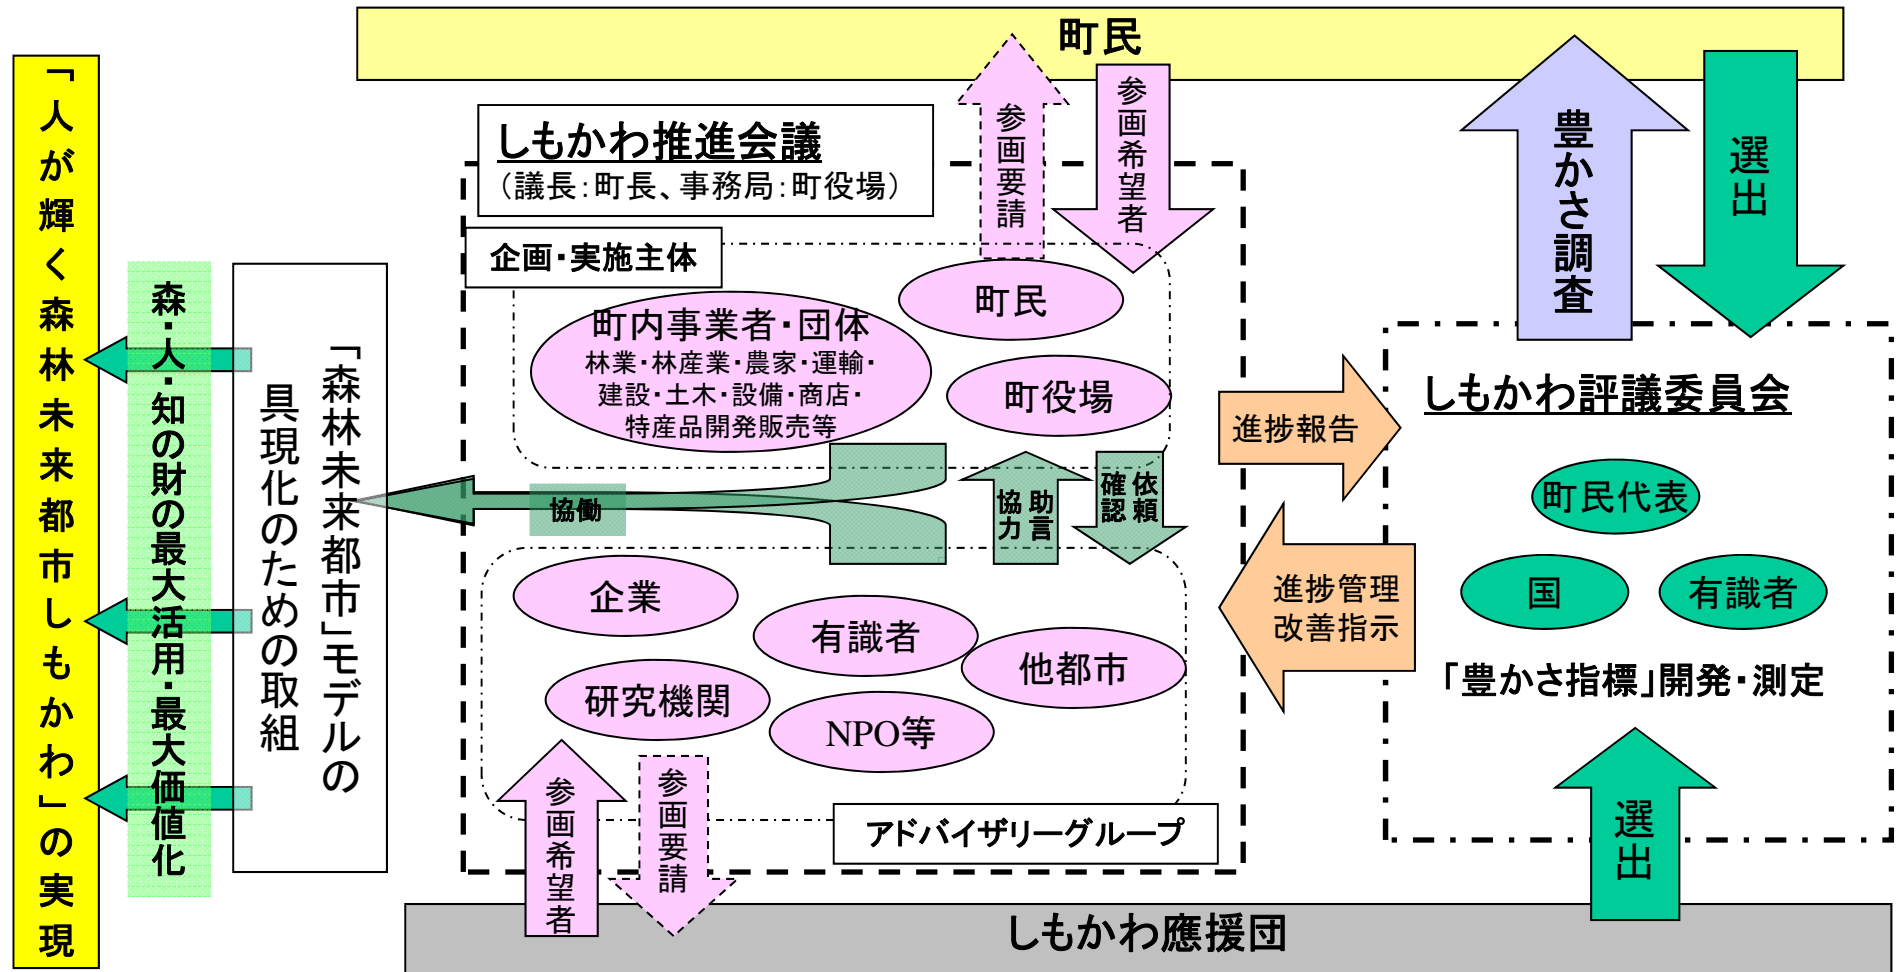 町民
「人が輝く森林未来都市しもかわ」の実現
森・人・知の財の最大活用・最大価値化
「森林未来都市」モデルの
具現化のための取組
しもかわ推進会議
（議長：町長、事務局：町役場）
参画要請
参画希望者
企画・実施主体
町民
町内事業者・団体
林業・林産業・農家・運輸・
建設・土木・設備・商店・
特産品開発販売等
町役場
協働
助言
協力
依頼
確認
企業
有識者
他都市
研究機関
NPO等
アドバイザリーグループ
参画希望者
参画要請
進捗報告
進捗管理
改善指示
豊かさ調査
選出
しもかわ評議委員会
町民代表
国
有識者
「豊かさ指標」開発・測定
選出
しもかわ應援団